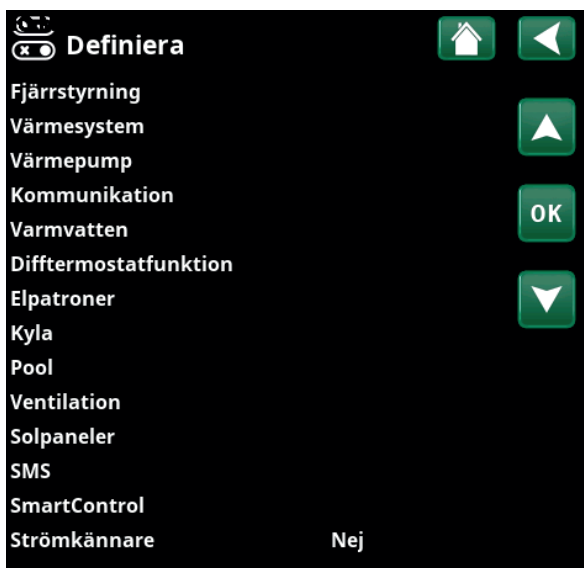 Definiera
Fjärrstyrning
Värmesystem
Värmepump
Kommunikation
OK
Varmvatten
Difftermostatfunktion
Elpatroner
Kyla
Pool
Ventilation
Solpaneler
SMS
SmartControl
Strömkännare Nej